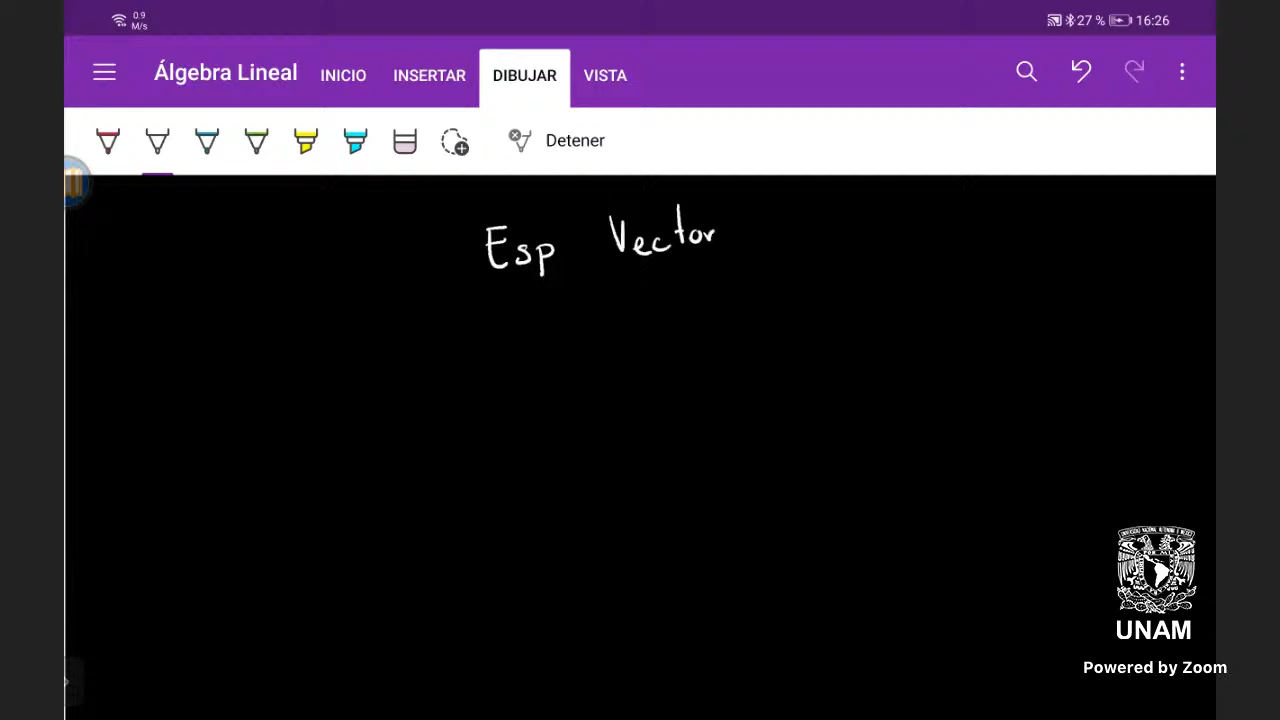 0.9
M/s
27 % 16:26
Álgebra Lineal INICIO INSERTAR DIBUJAR VISTA
Detener
Esp Vector
UNAM
Powered by Zoom